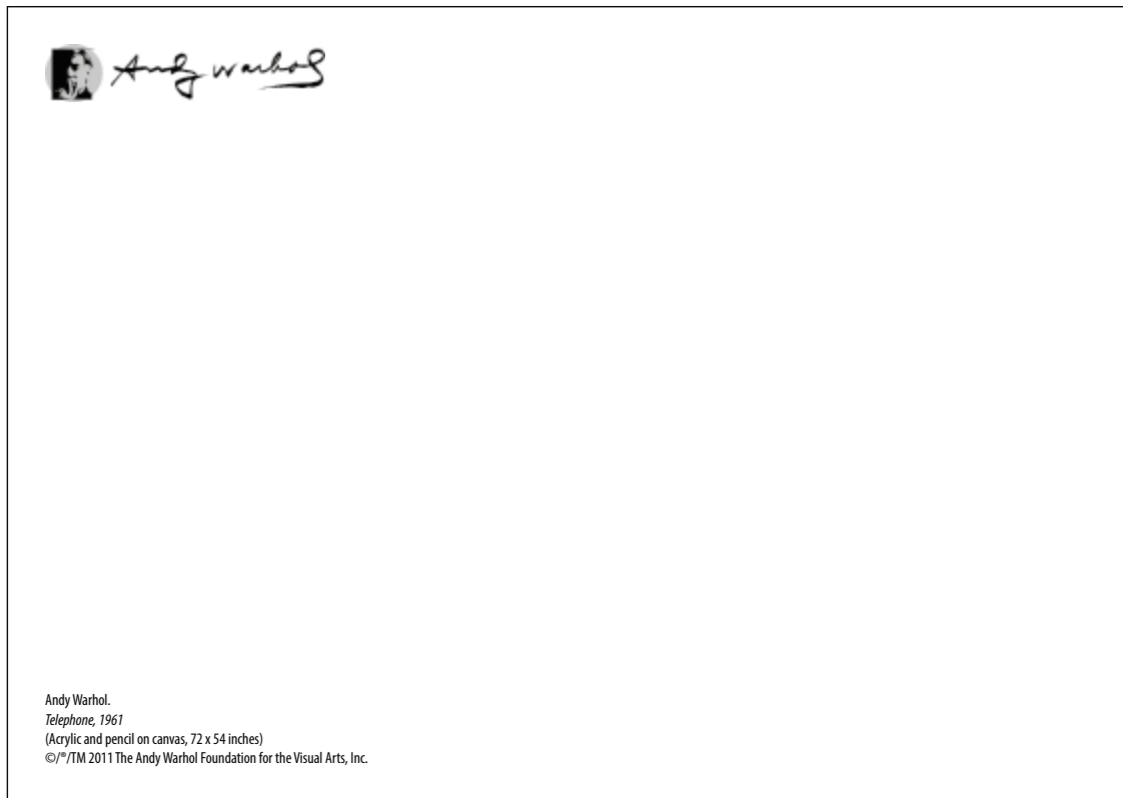 Andy Warhol
Andy Warhol.
Telephone, 1961
(Acrylic and pencil on canvas, 72 x 54 inches)
©/®/TM 2011 The Andy Warhol Foundation for the Visual Arts, Inc.